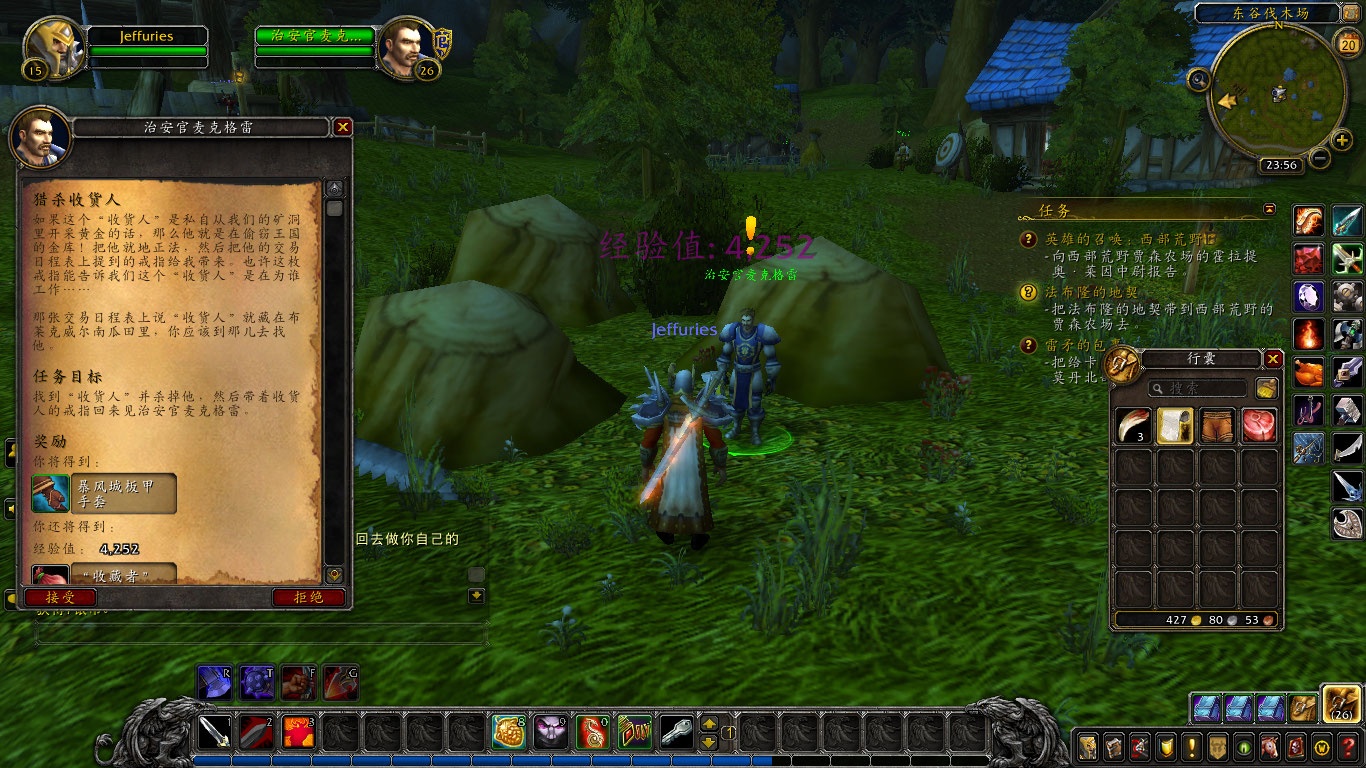 Jeffuries
15
治安官麦克...
26
东谷伐木场
N
20
23:56
治安官麦克格雷
猎杀收货人
如果这个“收货人”是私自从我们的矿洞
里开采黄金的话，那么他就是在偷窃王国
的金库！把他就地正法，然后把他的交易
日程表上提到的戒指给我带来。也许这枚
戒指能告诉我们这个“收货人”是在为谁
工作……
那张交易日程表上说“收货人”就藏在布
莱克威尔南瓜田里，你应该到那儿去找
他。
任务目标
找到“收货人”并杀掉他，然后带着收货
人的戒指回来见治安官麦克格雷。
奖励
你将得到：
暴风城板甲
手套
你还将得到：
经验值： 4,252
“收藏者”
接受
拒绝
经验值: 4,252
治安官麦克格雷
Jeffuries
回去做你自己的
任务
英雄的召唤：西部荒野！
-向西部荒野贾森农场的霍拉提
奥·莱因中尉报告。
法布隆的地契
-把法布隆的地契带到西部荒野的
贾森农场去。
雷矛的包裹
-把给卡
莫丹北
行囊
搜索
3
427 80 53
R T F G
2 3 8 9 0
1
(26)